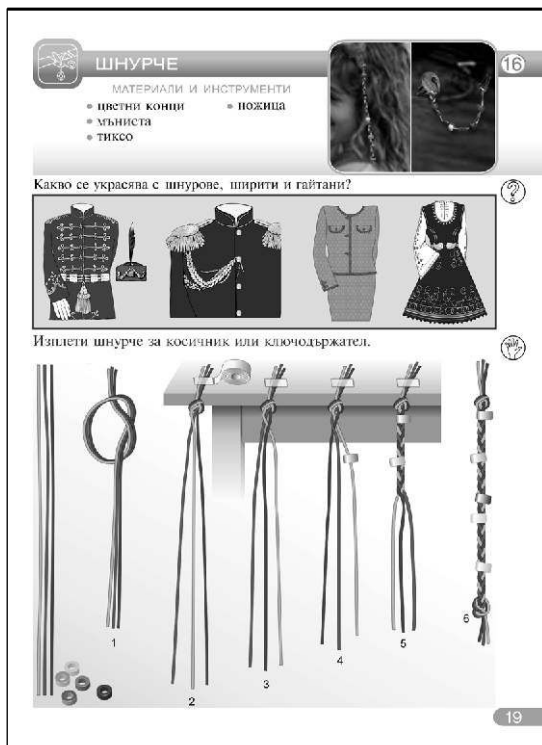 ШНУРЧЕ
16
МАТЕРИАЛИ И ИНСТРУМЕНТИ
• цветни конци
• ножица
• мъниста
• тиксо
Какво се украсява с шнурове, ширити и гайтани?
?
Изплети шнурче за косичник или ключодържател.
1
2
3
4
5
6
19